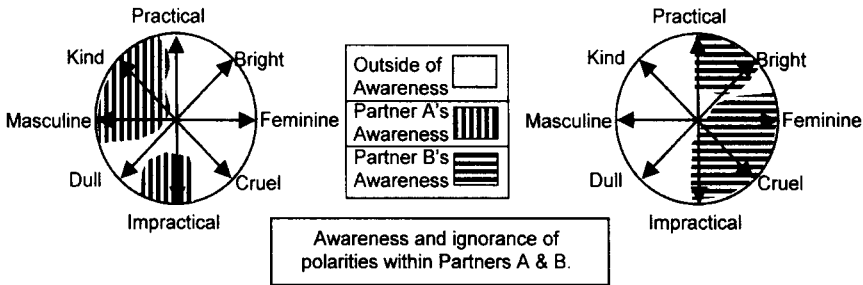 Practical
Kind
Bright
Masculine
Feminine
Dull
Cruel
Impractical
Outside of
Awareness
Partner A's
Awareness
Partner B's
Awareness
Practical
Kind
Bright
Masculine
Feminine
Dull
Cruel
Impractical
Awareness and ignorance of
polarities within Partners A & B.